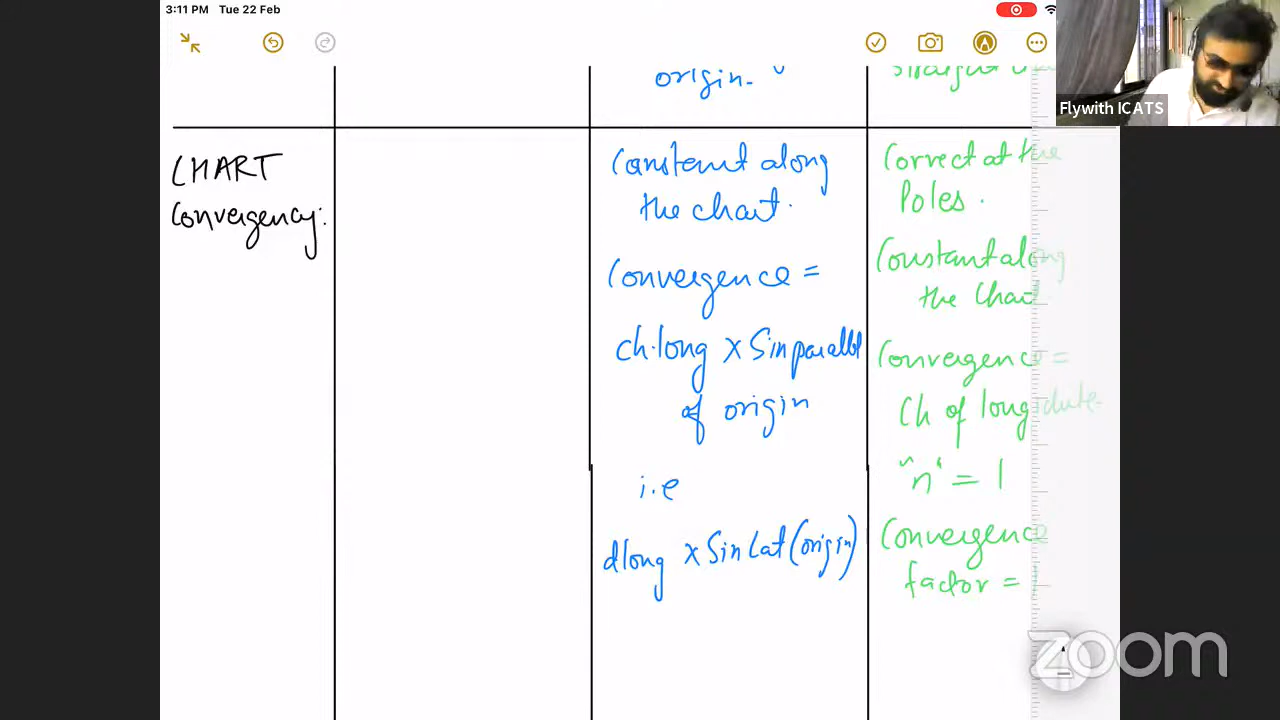 3:11 PM Tue 22 Feb
Flywith ICATS
origin.
straight
CHART
Convergency:
Constant along
the chart.
Convergence =
ch.long x Sin parallel
of origin
i.e
dlong x Sin Lat (origin)
Correct at the
Poles.
Constant along
the Chart
Convergence =
Ch of longitude
"n" = 1
Convergence
factor = 1
zoom